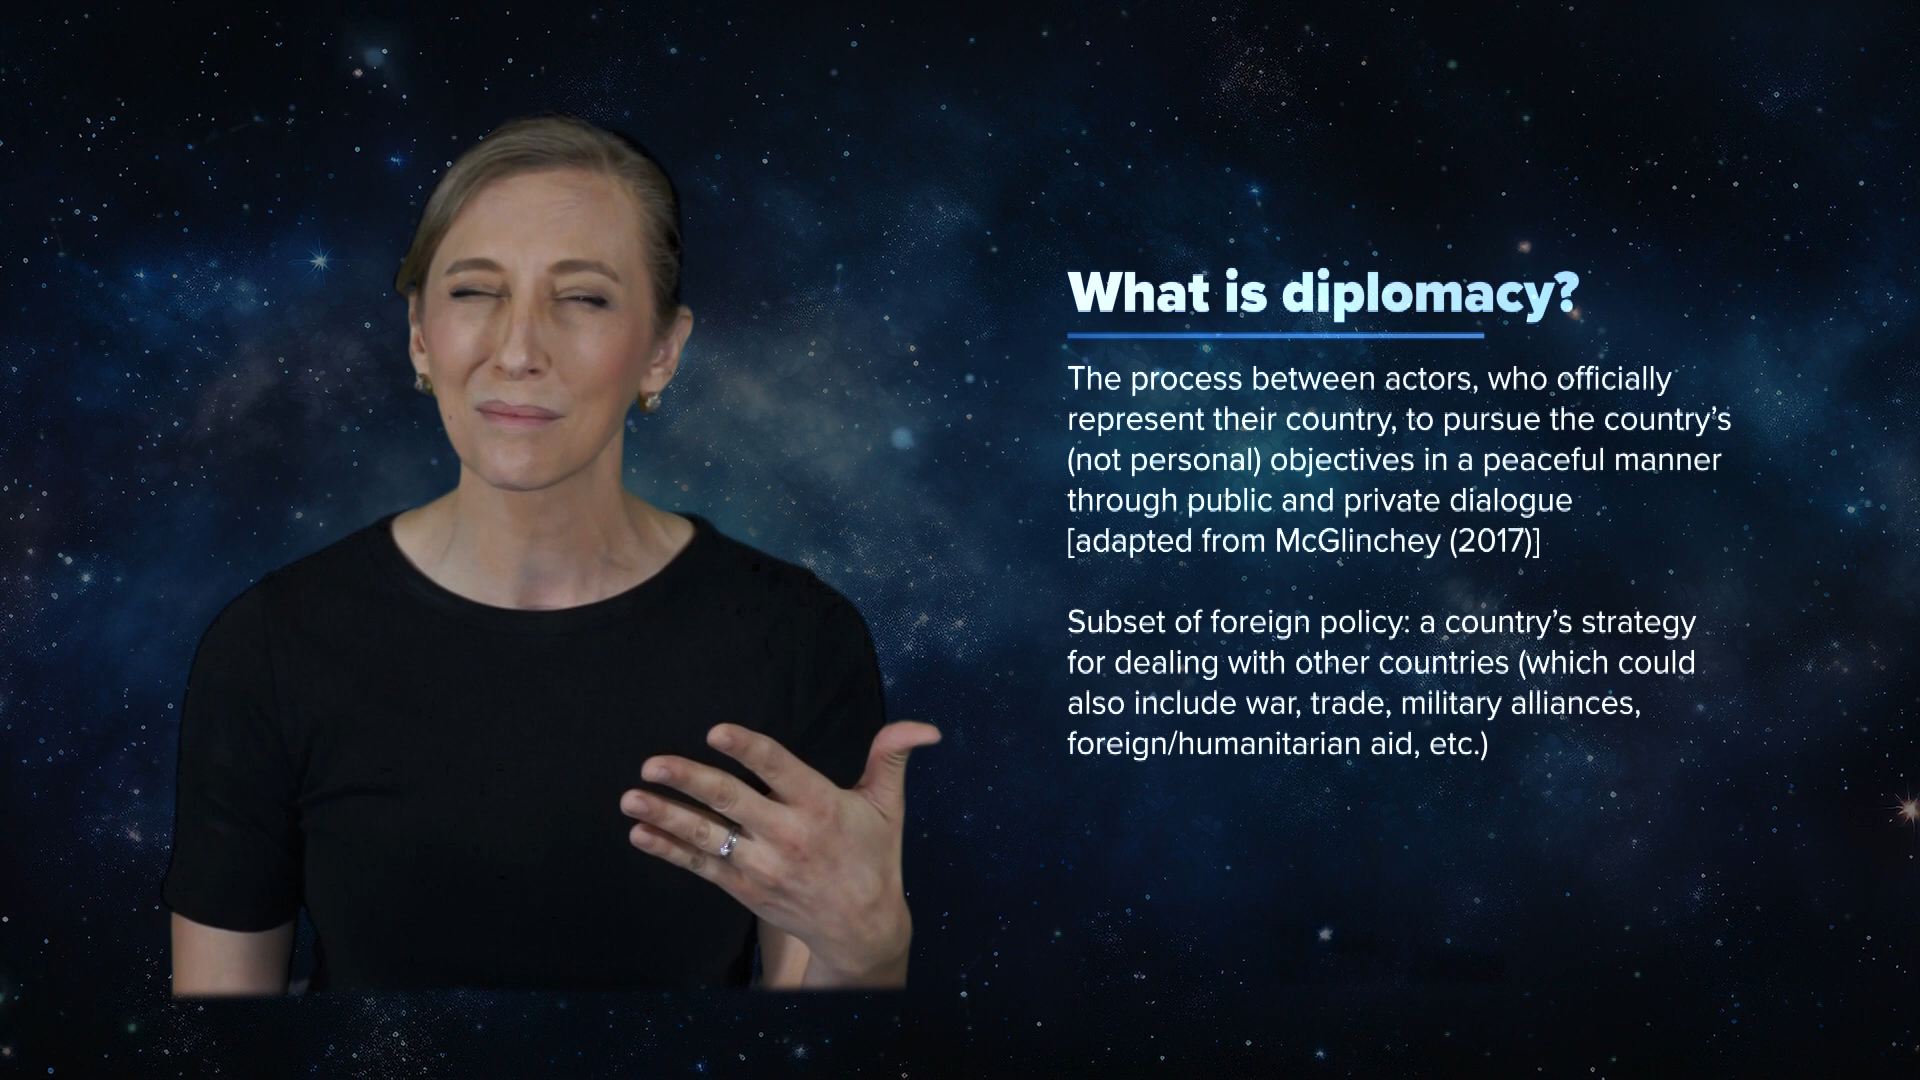 What is diplomacy?
The process between actors, who officially
represent their country, to pursue the country’s
(not personal) objectives in a peaceful manner
through public and private dialogue
[adapted from McGlinchey (2017)]
Subset of foreign policy: a country’s strategy
for dealing with other countries (which could
also include war, trade, military alliances,
foreign/humanitarian aid, etc.)